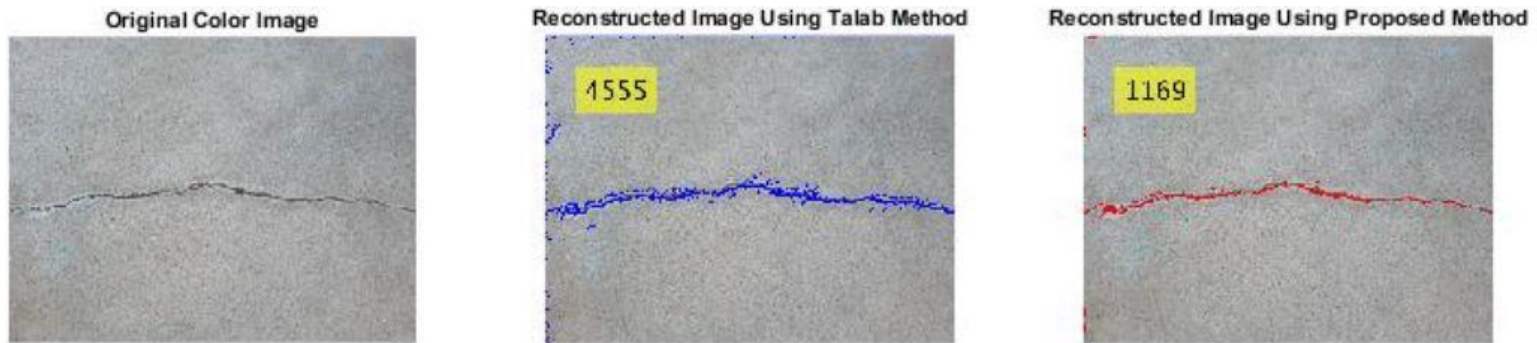 Original Color Image
Reconstructed Image Using Talab Method
Reconstructed Image Using Proposed Method
1555
1169